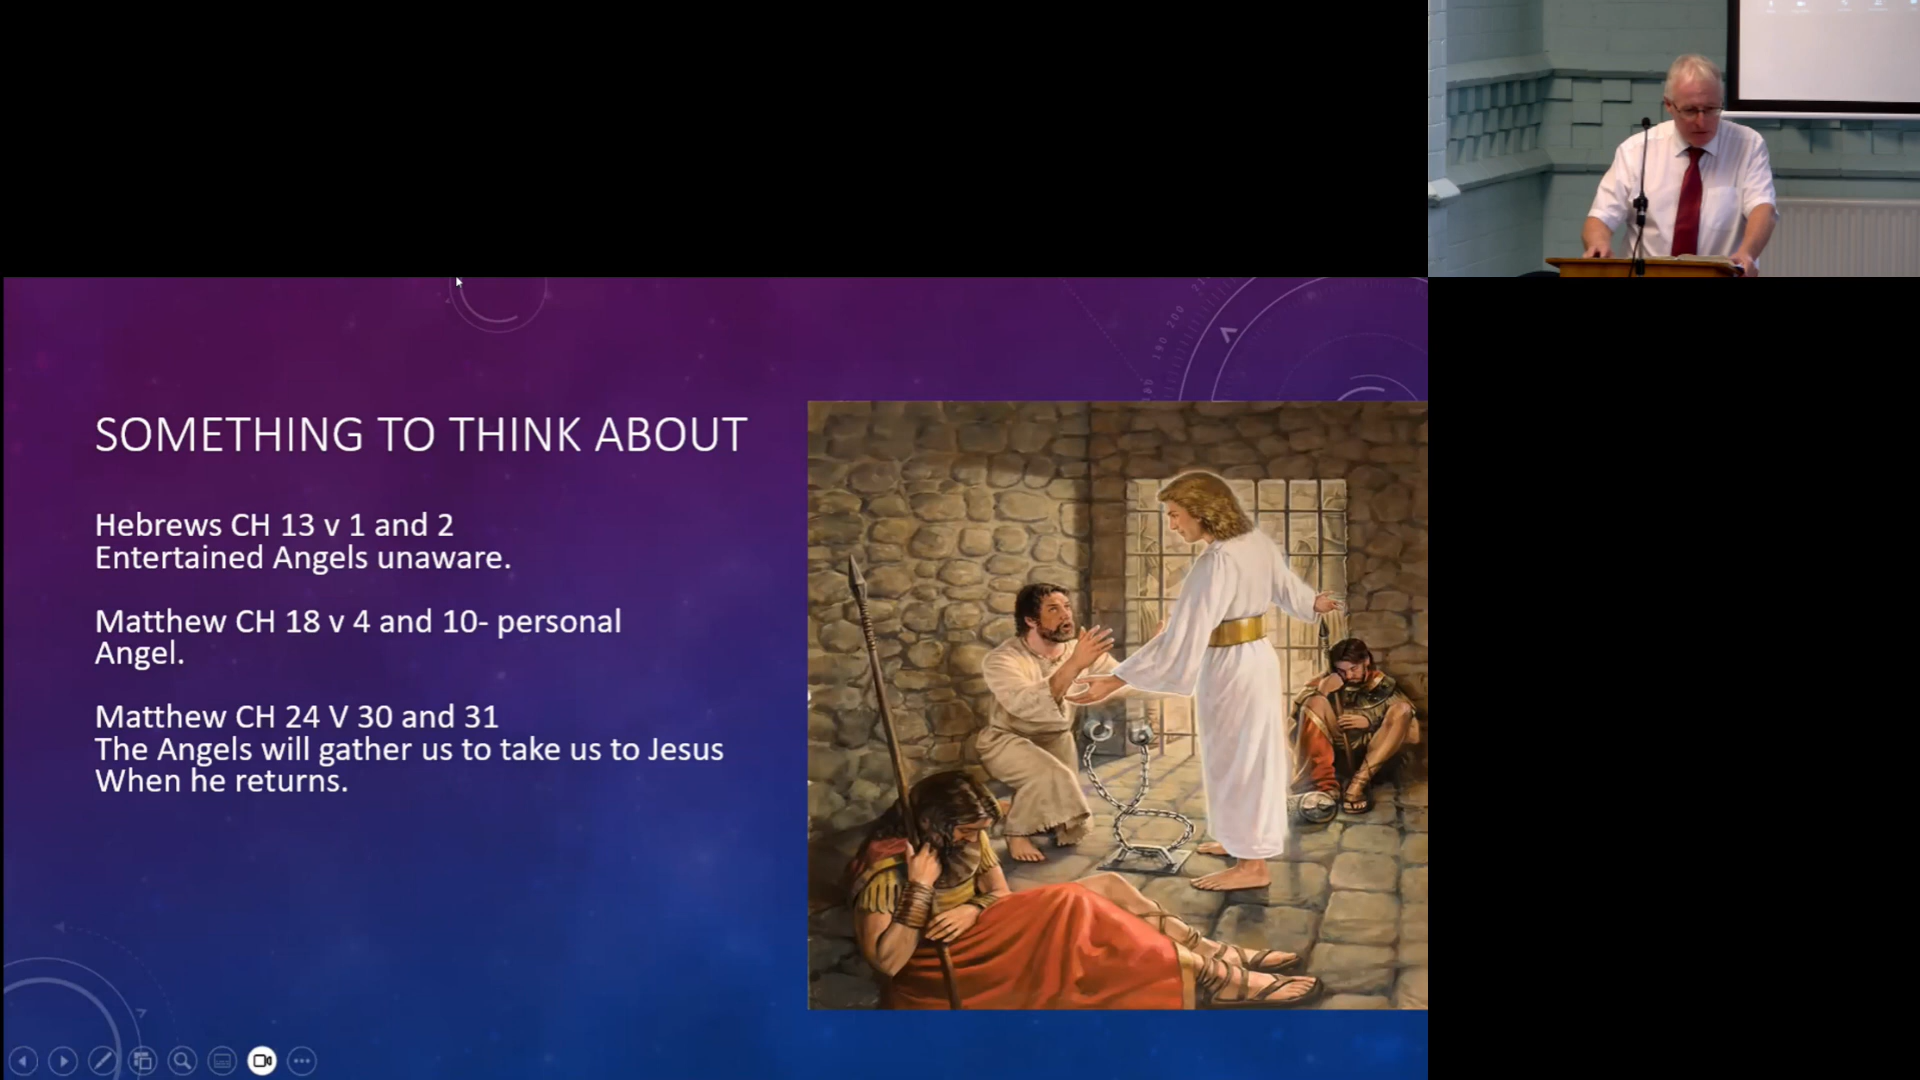 SOMETHING TO THINK ABOUT
Hebrews CH 13 v 1 and 2
Entertained Angels unaware.
Matthew CH 18 v 4 and 10- personal
Angel.
Matthew CH 24 V 30 and 31
The Angels will gather us to take us to Jesus
When he returns.
190 200